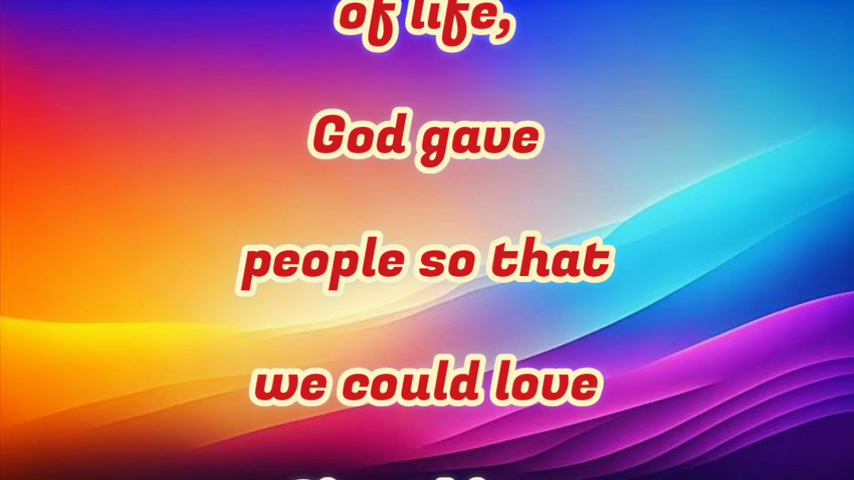 of life,
God gave
people so that
we could love